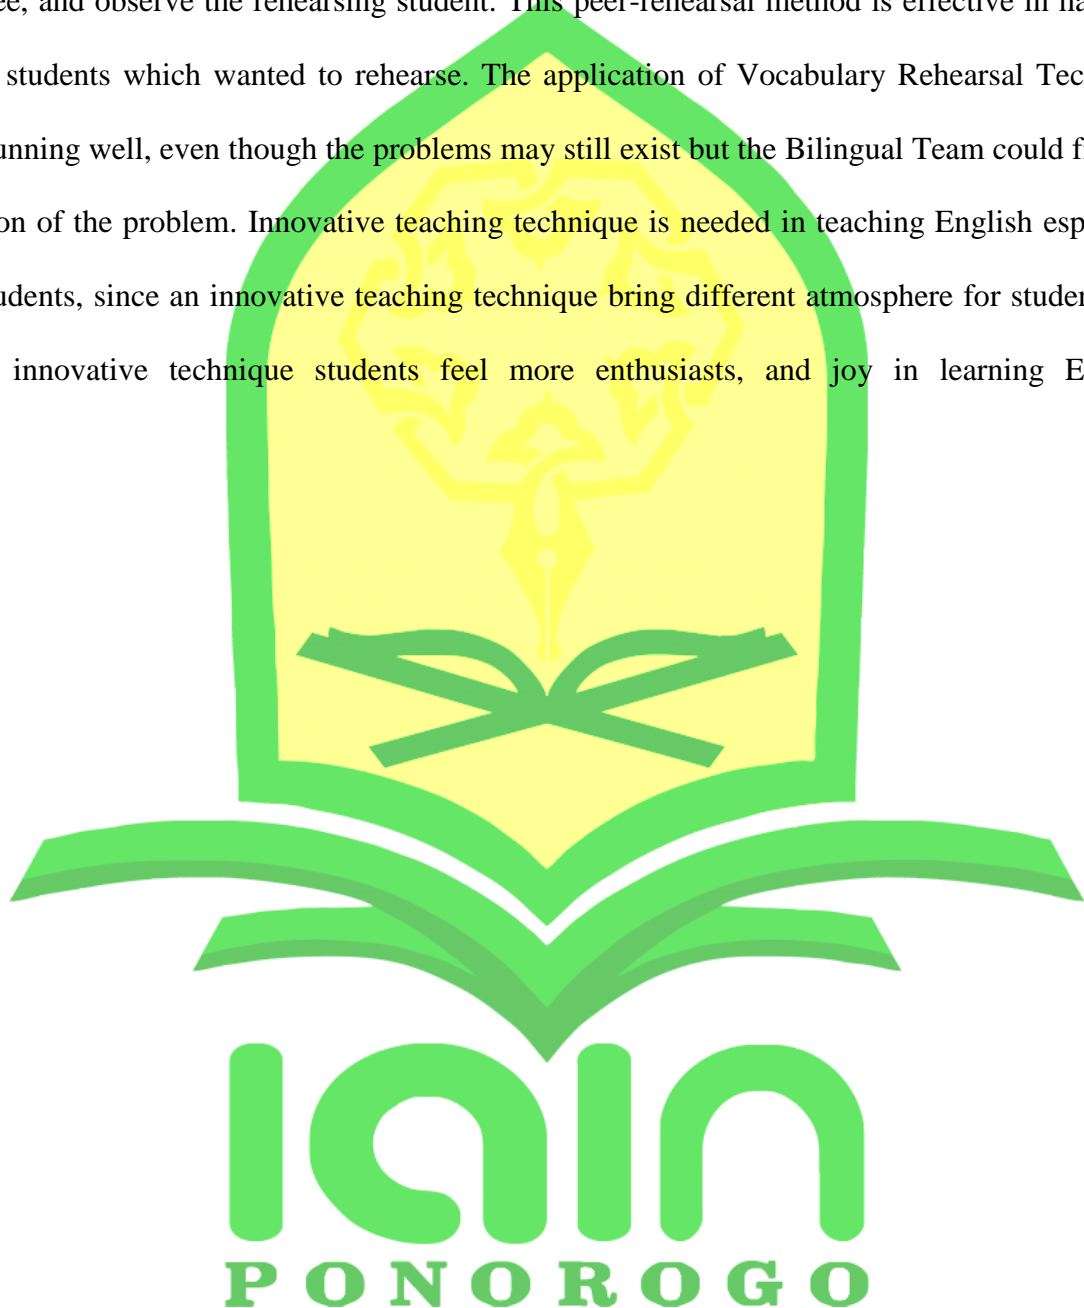 ee, and observe the rehearsing student. This peer-rehearsal method is effective in ha
students which wanted to rehearse. The application of Vocabulary Rehearsal Tec
unning well, even though the problems may still exist but the Bilingual Team could f
on of the problem. Innovative teaching technique is needed in teaching English esp
udents, since an innovative teaching technique bring different atmosphere for studen
innovative technique students feel more enthusiasts, and joy in learning E
iain
PONOROGO